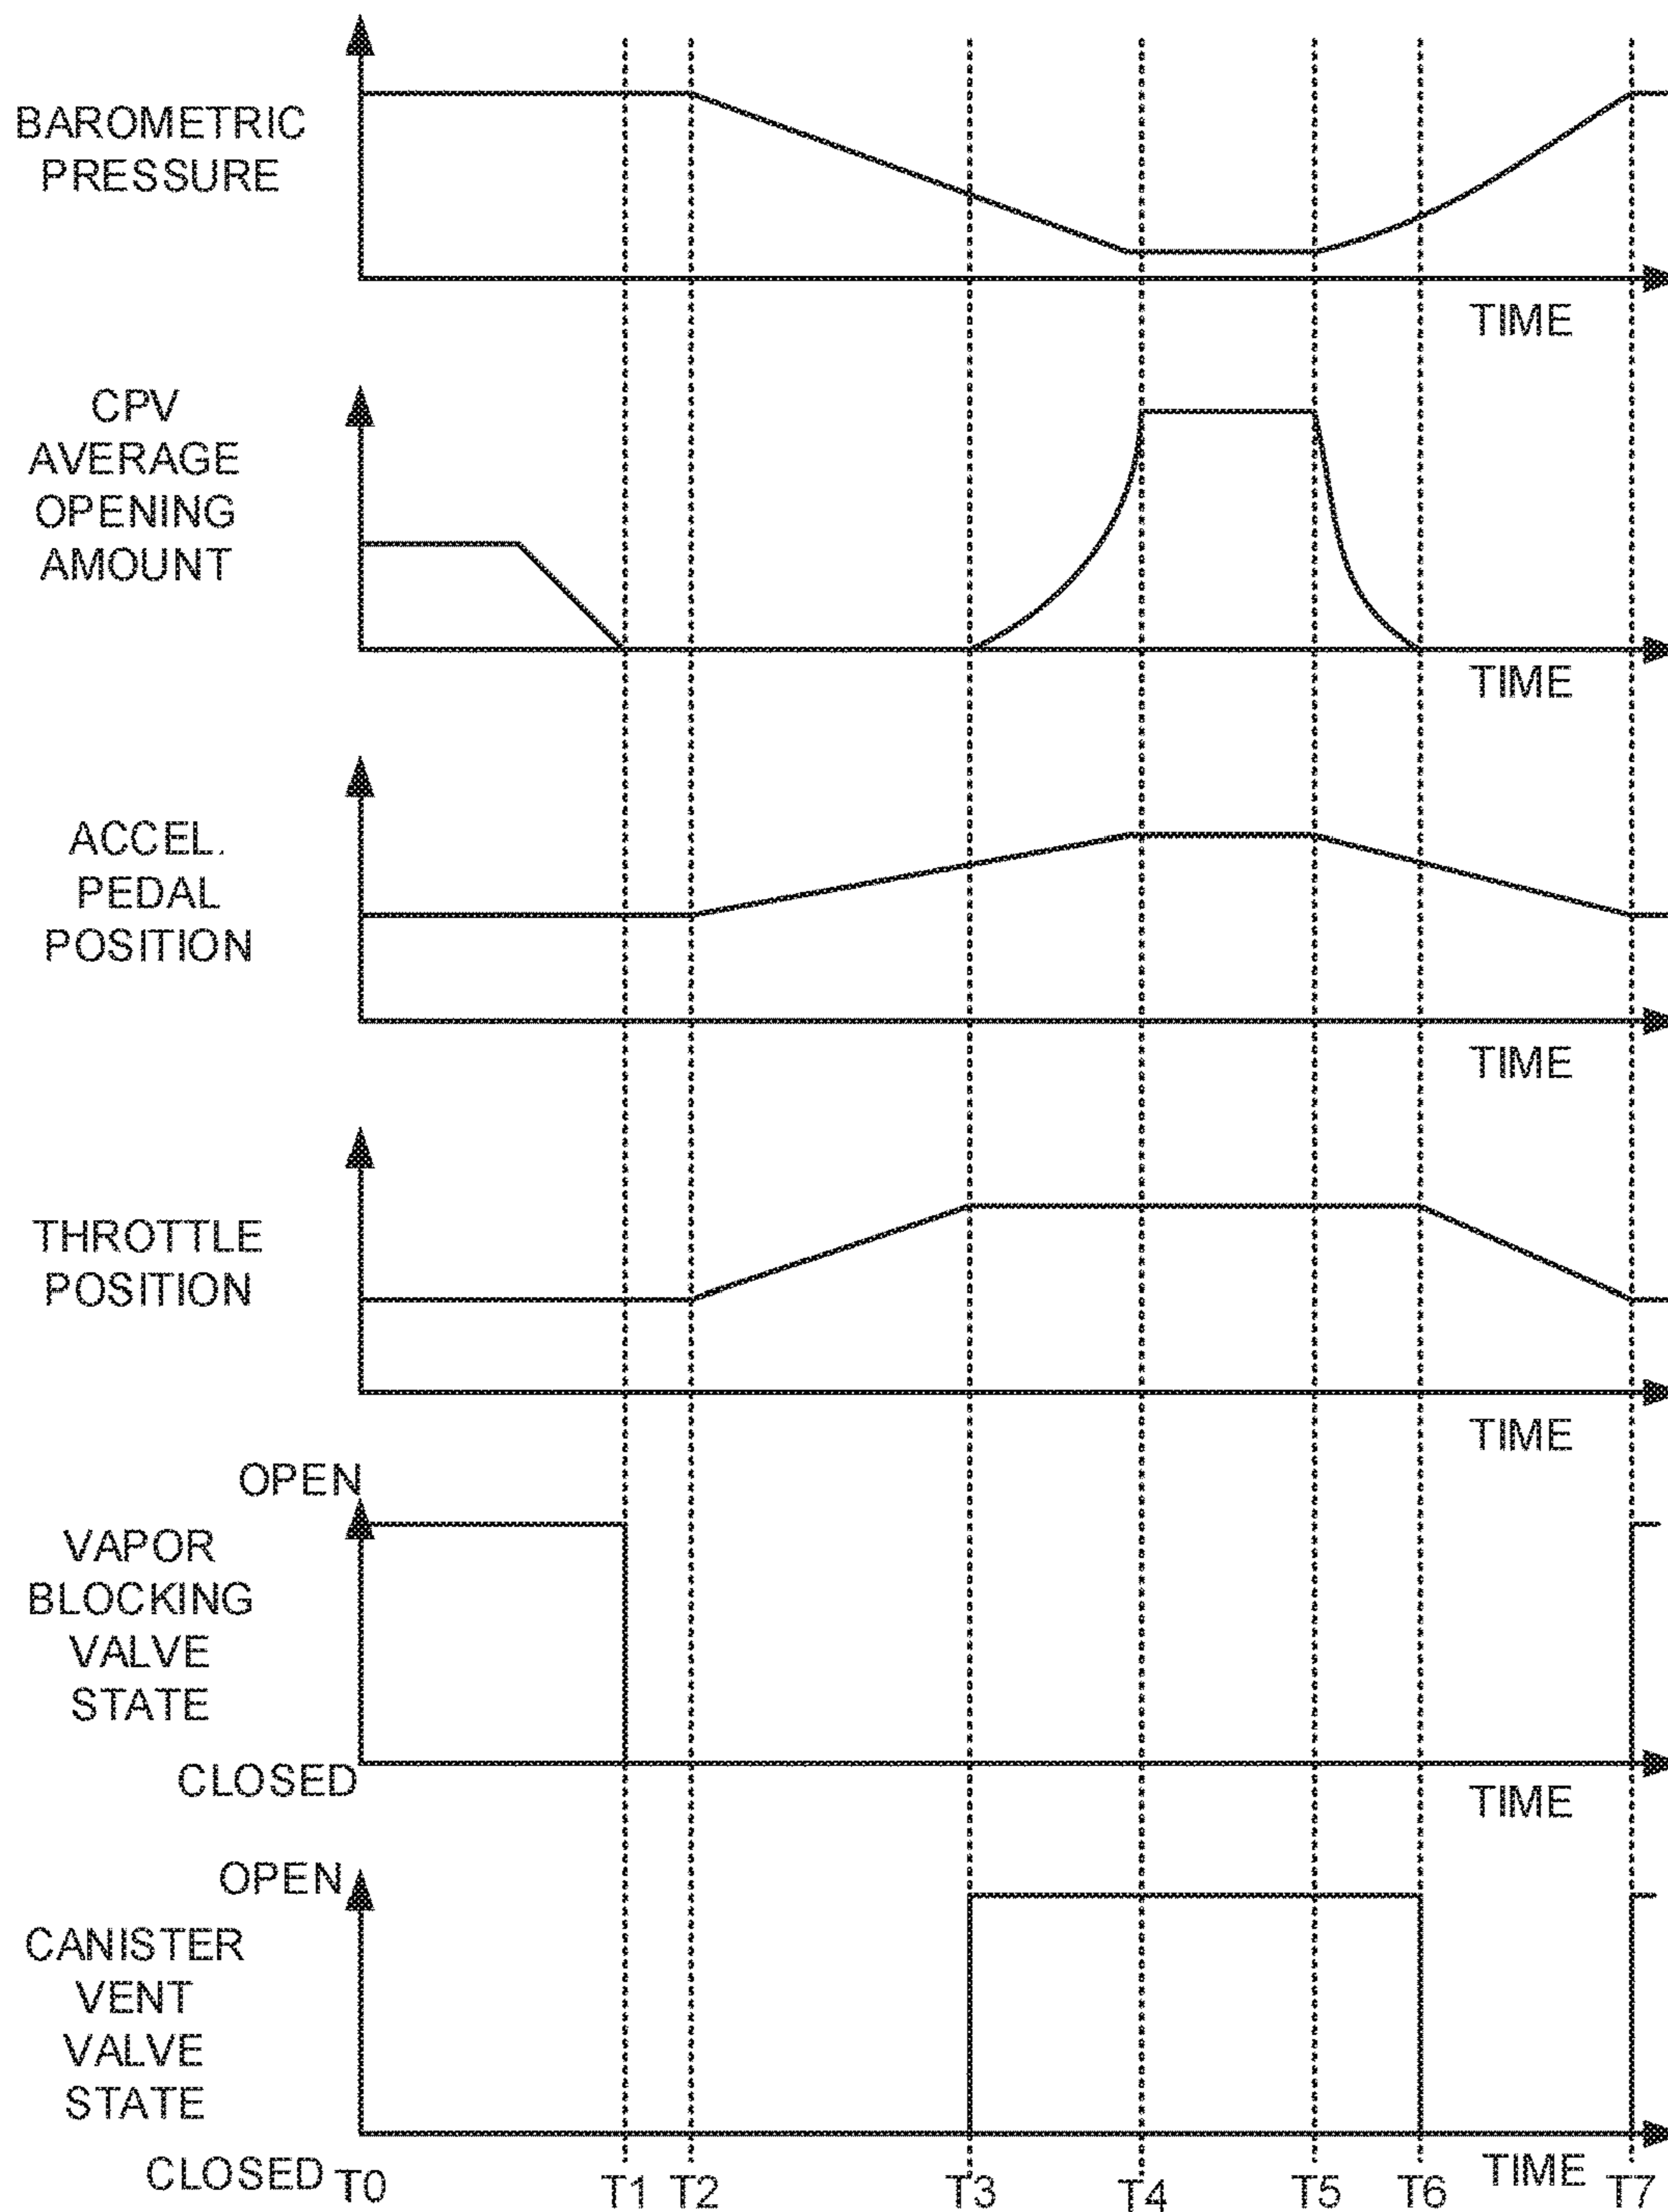 BAROMETRIC
PRESSURE
TIME
CPV
AVERAGE
OPENING
AMOUNT
TIME
ACCEL.
PEDAL
POSITION
TIME
THROTTLE
POSITION
TIME
OPEN
VAPOR
BLOCKING
VALVE
STATE
CLOSED
TIME
OPEN
CANISTER
VENT
VALVE
STATE
CLOSED T0 T1 T2 T3 T4 T5 T6 TIME T7